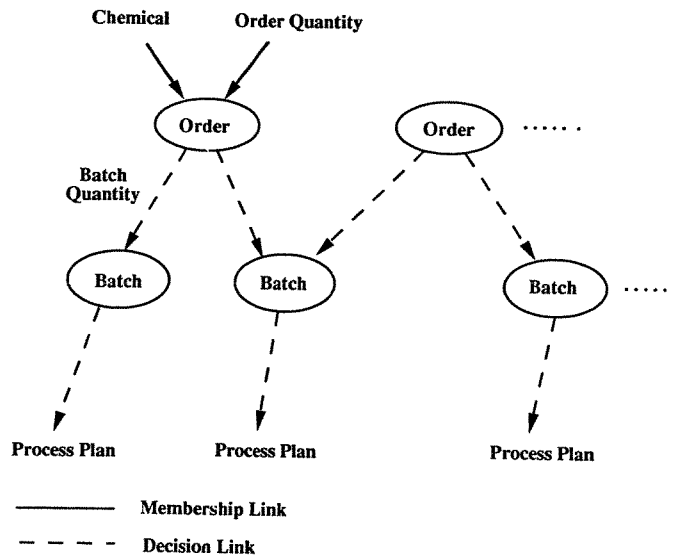 Chemical
Order Quantity
Order
Order ......
Batch
Quantity
Batch
Batch
Batch .....
Process Plan
Process Plan
Process Plan
Membership Link
Decision Link